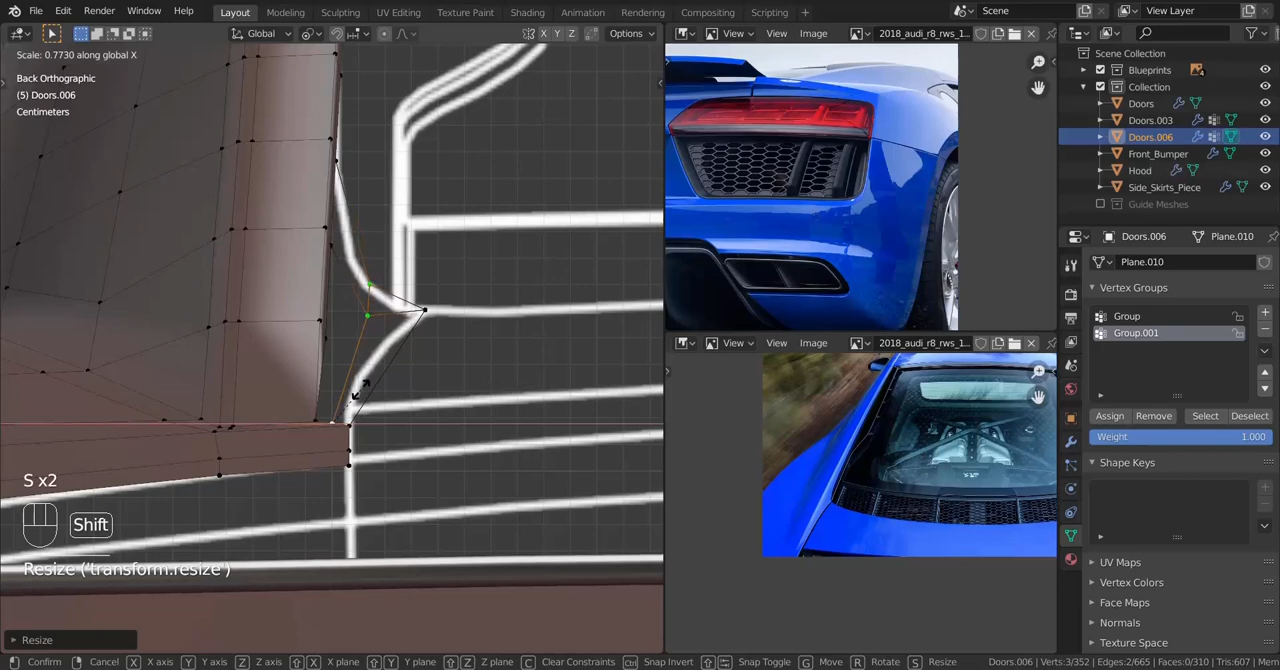 File Edit Render Window Help
Layout Modeling Sculpting UV Editing Texture Paint Shading Animation Rendering Compositing Scripting +
Scene
View Layer
Global
X Y Z
Options
Scale: 0.7730 along global X
Back Orthographic
(5) Doors.006
Centimeters
S x2
Shift
Resize ('transform.resize')
Resize
View View Image 2018_audi_r8_rws_1...
View View Image 2018_audi_r8_rws_1...
Scene Collection
Blueprints
4
Collection
Doors
Doors.003
Doors.006
Front_Bumper
Hood
Side_Skirts_Piece
Guide Meshes
Doors.006 Plane.010
Plane.010
Vertex Groups
Group
Group.001
Assign Remove Select Deselect
Weight 1.000
Shape Keys
UV Maps
Vertex Colors
Face Maps
Normals
Texture Space
Confirm Cancel X X axis Y Y axis Z Z axis X X plane Y Y plane Z Z plane C Clear Constraints Ctrl Snap Invert Snap Toggle G Move R Rotate S Resize Doors.006 | Verts:3/352 | Edges:2/665 | Faces:0/310 | Tris:607 | Mem